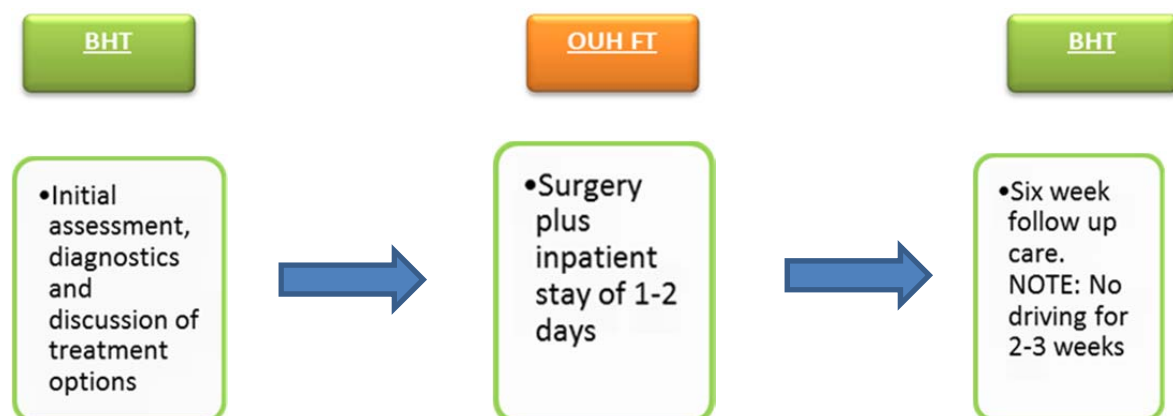 BHT
OUH FT
BHT
•Initial
assessment,
diagnostics
and
discussion of
treatment
options
•Surgery
plus
inpatient
stay of 1-2
days
•Six week
follow up
care.
NOTE: No
driving for
2-3 weeks